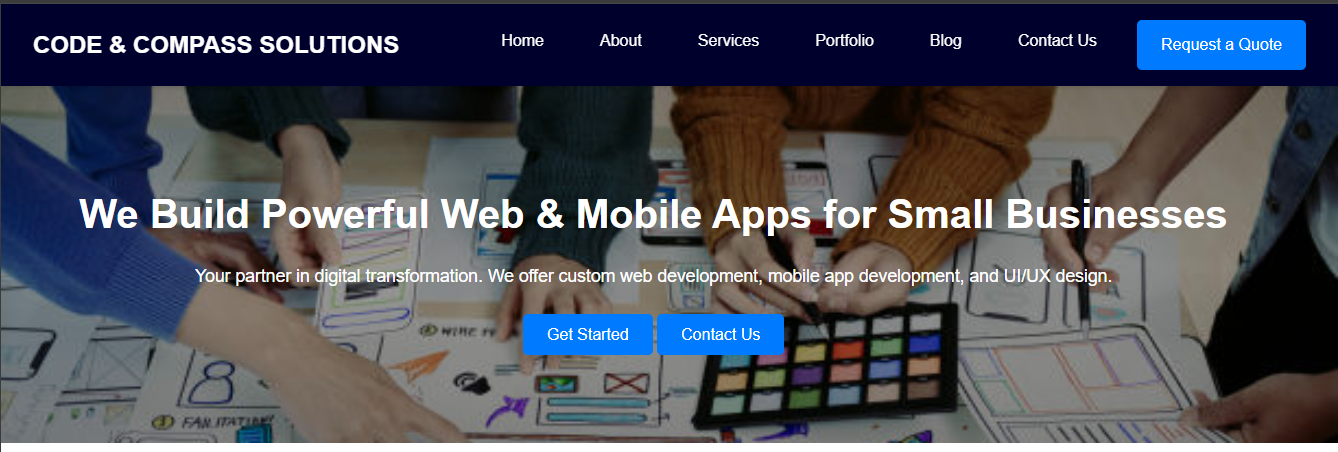 CODE & COMPASS SOLUTIONS
Home About Services Portfolio Blog Contact Us Request a Quote
We Build Powerful Web & Mobile Apps for Small Businesses
Your partner in digital transformation. We offer custom web development, mobile app development, and UI/UX design.
Get Started Contact Us